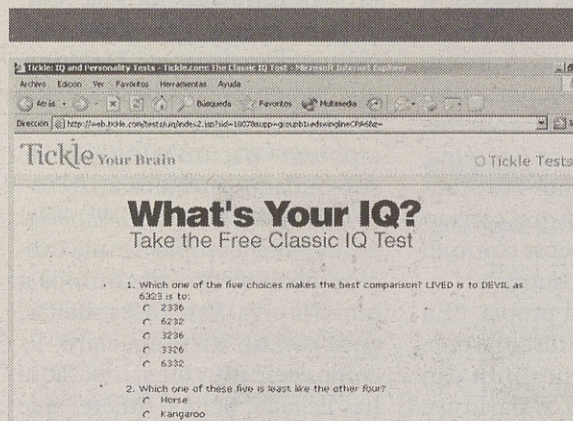 Tickle: IQ and Personality Tests - Tickle.com: The Classic IQ Test - Microsoft Internet Explorer
Archivo Edición Ver Favoritos Herramientas Ayuda
Atrás Búsqueda Favoritos Multimedia
Dirección
Tickle Your Brain Tickle Tests
What's Your IQ?
Take the Free Classic IQ Test
1. Which one of the five choices makes the best comparison? LIVED is to DEVIL as
6323 is to:
2336
6232
3236
3326
6332
2. Which one of these five is least like the other four?
Horse
Kangaroo